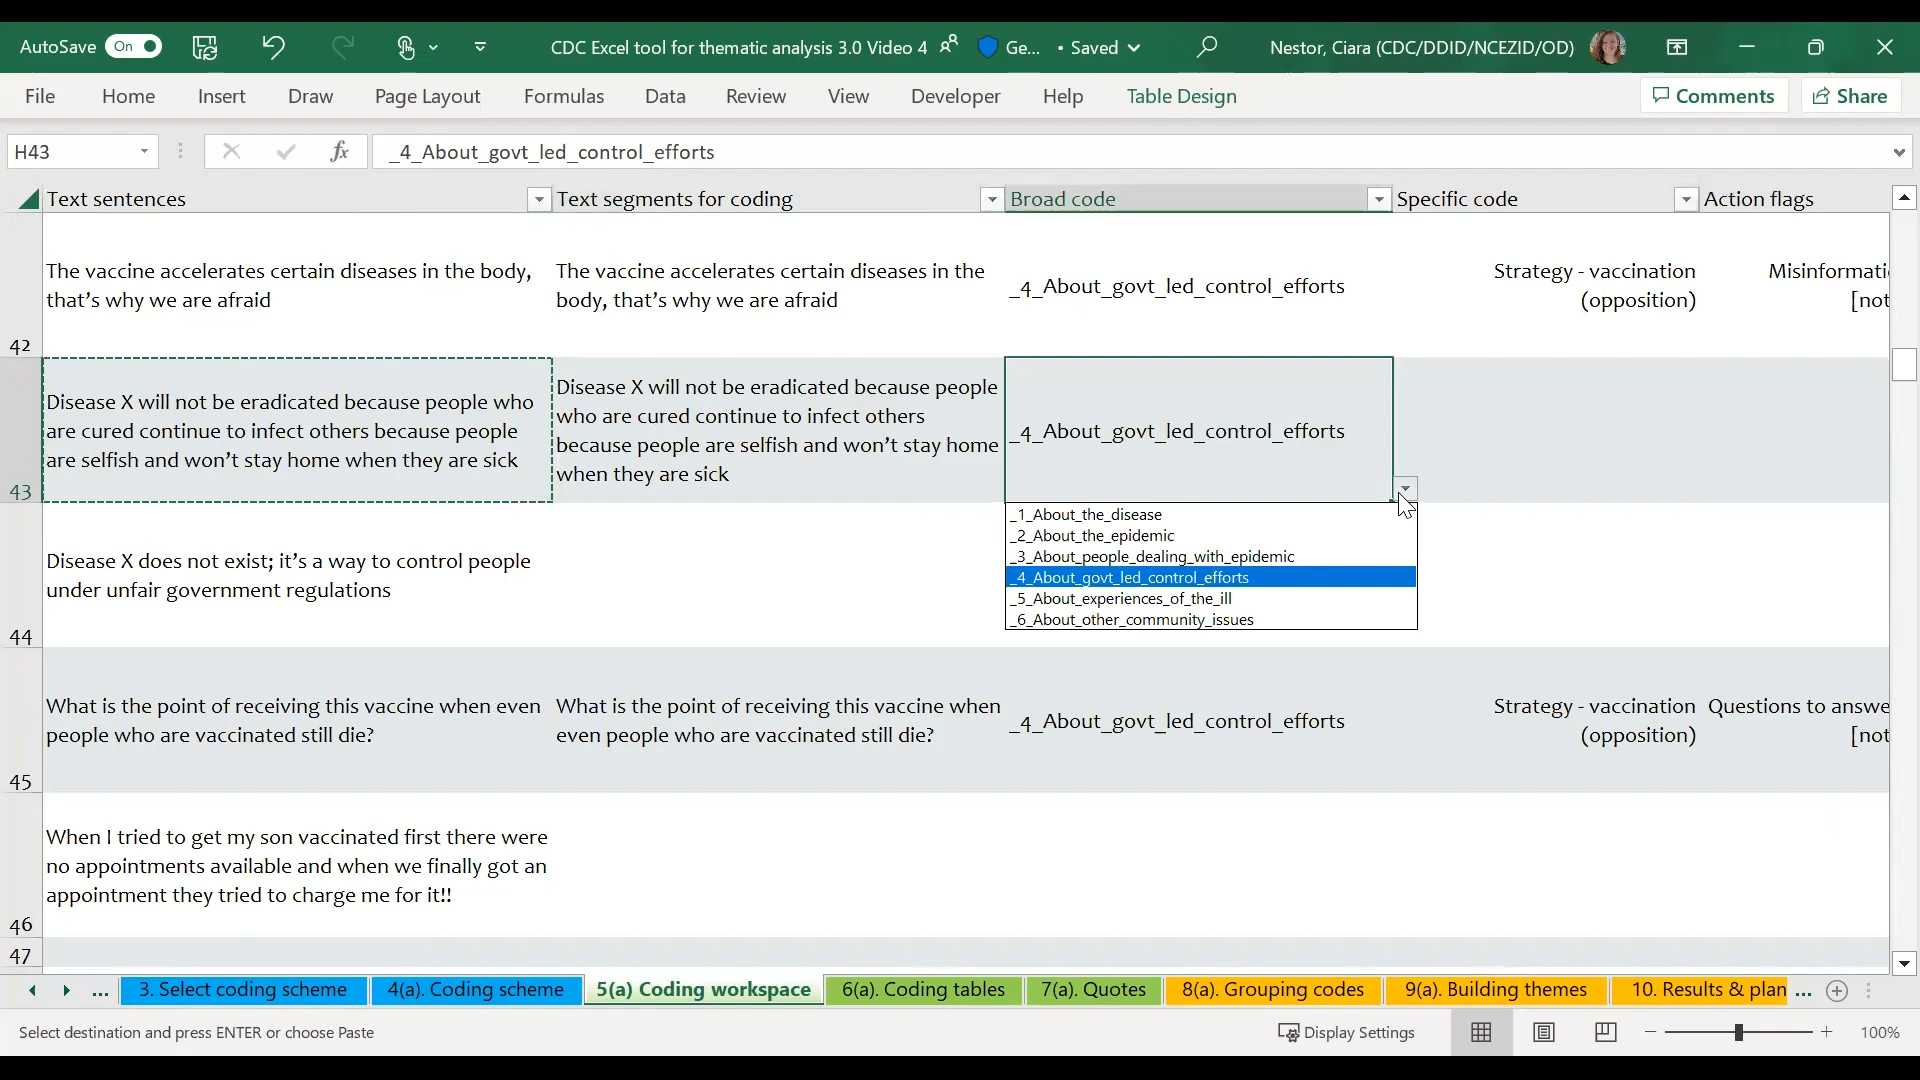 AutoSave On CDC Excel tool for thematic analysis 3.0 Video 4 Ge... • Saved Nestor, Ciara (CDC/DDID/NCEZID/OD)
File Home Insert Draw Page Layout Formulas Data Review View Developer Help Table Design Comments Share
H43 fx _4_About_govt_led_control_efforts
Text sentences Text segments for coding Broad code Specific code Action flags
The vaccine accelerates certain diseases in the body,
that’s why we are afraid
The vaccine accelerates certain diseases in the
body, that’s why we are afraid
_4_About_govt_led_control_efforts
Strategy - vaccination
(opposition)
Misinformati
[not
42
Disease X will not be eradicated because people who
are cured continue to infect others because people
are selfish and won’t stay home when they are sick
Disease X will not be eradicated because people
who are cured continue to infect others
because people are selfish and won’t stay home
when they are sick
_4_About_govt_led_control_efforts
43
_1_About_the_disease
_2_About_the_epidemic
_3_About_people_dealing_with_epidemic
_4_About_govt_led_control_efforts
_5_About_experiences_of_the_ill
_6_About_other_community_issues
Disease X does not exist; it’s a way to control people
under unfair government regulations
44
What is the point of receiving this vaccine when even
people who are vaccinated still die?
What is the point of receiving this vaccine when
even people who are vaccinated still die?
_4_About_govt_led_control_efforts
Strategy - vaccination
(opposition)
Questions to answe
[not
45
When I tried to get my son vaccinated first there were
no appointments available and when we finally got an
appointment they tried to charge me for it!!
46
47
... 3. Select coding scheme 4(a). Coding scheme 5(a) Coding workspace 6(a). Coding tables 7(a). Quotes 8(a). Grouping codes 9(a). Building themes 10. Results & plan ...
Select destination and press ENTER or choose Paste Display Settings 100%